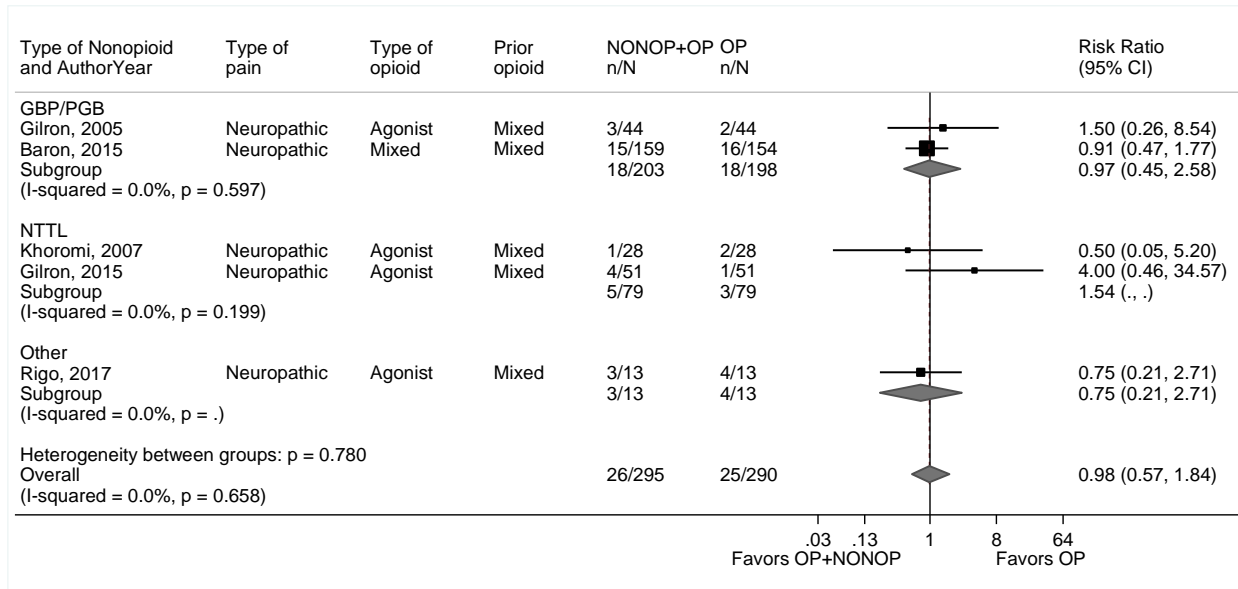 Type of Nonopioid Type of Type of Prior NONOP+OP OP Risk Ratio
and AuthorYear pain opioid opioid n/N n/N (95% CI)
GBP/PGB
Gilron, 2005 Neuropathic Agonist Mixed 3/44 2/44 1.50 (0.26, 8.54)
Baron, 2015 Neuropathic Mixed Mixed 15/159 16/154 0.91 (0.47, 1.77)
Subgroup 18/203 18/198 0.97 (0.45, 2.58)
(I-squared = 0.0%, p = 0.597)
NTTL
Khoromi, 2007 Neuropathic Agonist Mixed 1/28 2/28 0.50 (0.05, 5.20)
Gilron, 2015 Neuropathic Agonist Mixed 4/51 1/51 4.00 (0.46, 34.57)
Subgroup 5/79 3/79 1.54 (., .)
(I-squared = 0.0%, p = 0.199)
Other
Rigo, 2017 Neuropathic Agonist Mixed 3/13 4/13 0.75 (0.21, 2.71)
Subgroup 3/13 4/13 0.75 (0.21, 2.71)
(I-squared = 0.0%, p = .)
Heterogeneity between groups: p = 0.780
Overall 26/295 25/290 0.98 (0.57, 1.84)
(I-squared = 0.0%, p = 0.658)
.03 .13 1 8 64
Favors OP+NONOP Favors OP